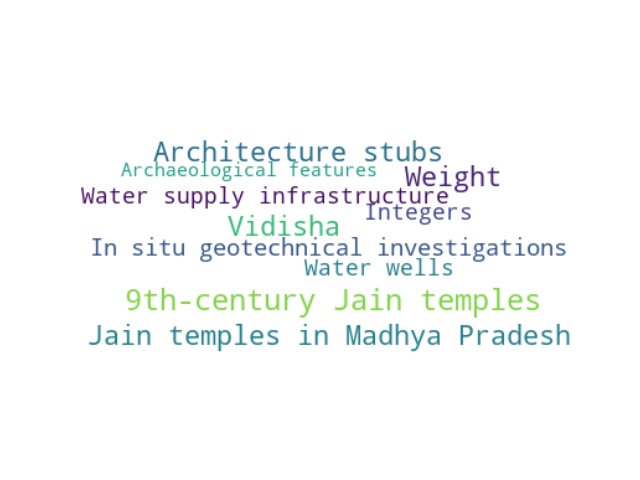 Architecture stubs
Archaeological features
Weight
Water supply infrastructure
Integers
Vidisha
In situ geotechnical investigations
Water wells
9th-century Jain temples
Jain temples in Madhya Pradesh